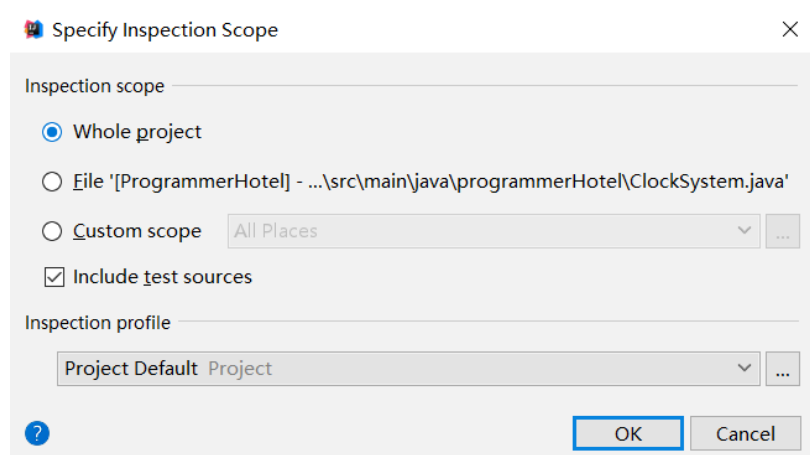 Specify Inspection Scope
Inspection scope
Whole project
File '[ProgrammerHotel] - ...\src\main\java\programmerHotel\ClockSystem.java'
Custom scope All Places ...
Include test sources
Inspection profile
Project Default Project ...
? OK Cancel